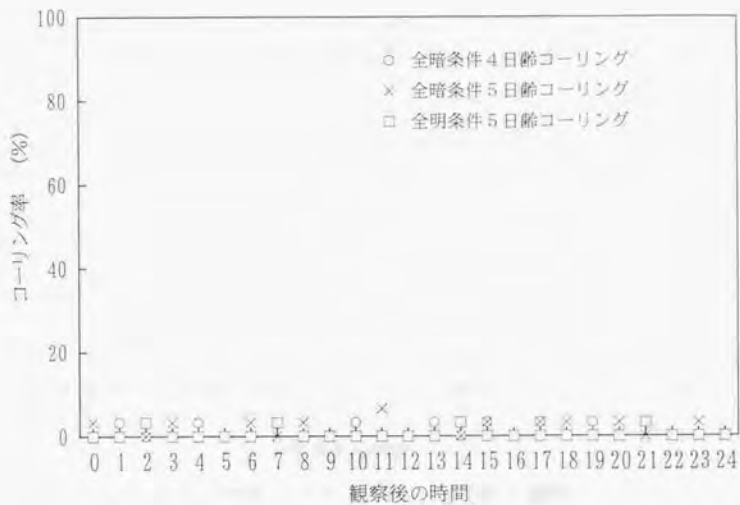 100
80
60
40
20
0
コーリング率 (%)
○ 全暗条件4日齢コーリング
× 全暗条件5日齢コーリング
□ 全明条件5日齢コーリング
0 1 2 3 4 5 6 7 8 9 10 11 12 13 14 15 16 17 18 19 20 21 22 23 24
観察後の時間